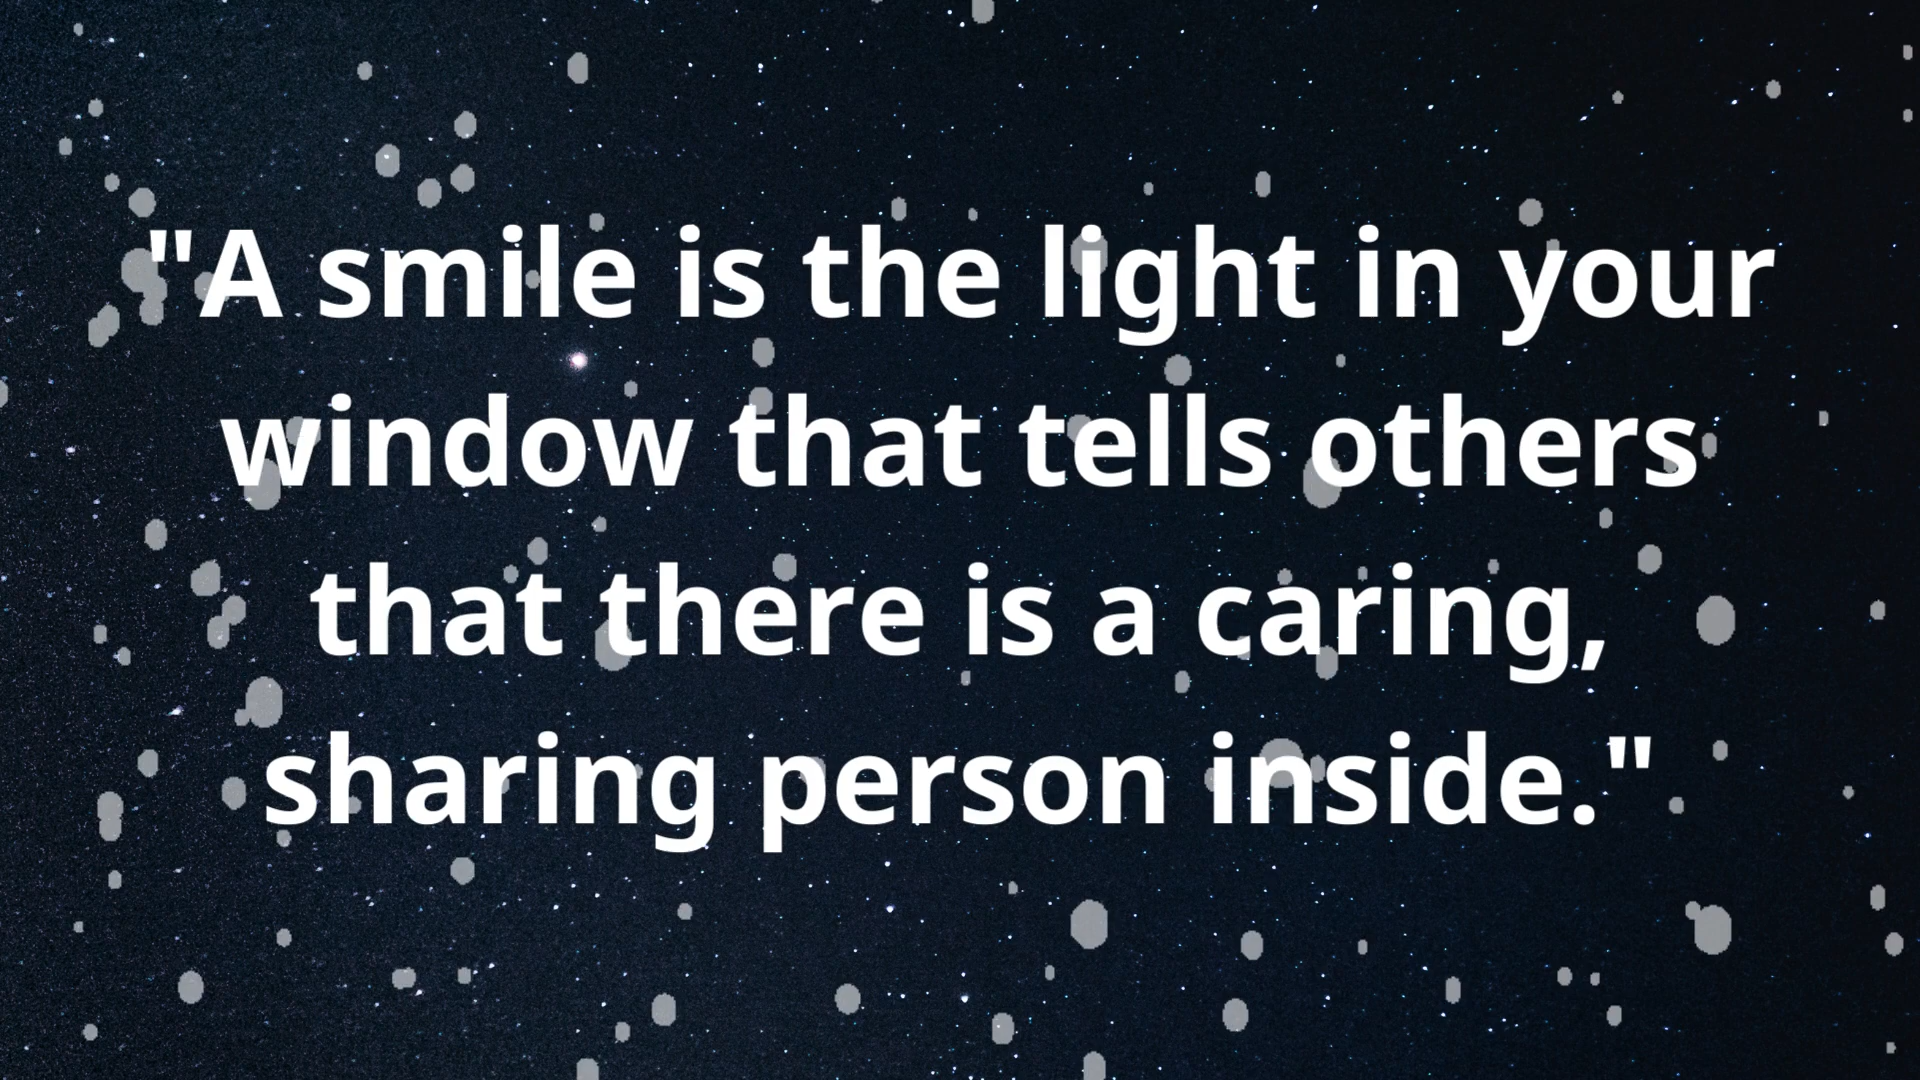 "A smile is the light in your
window that tells others
that there is a caring,
sharing person inside."